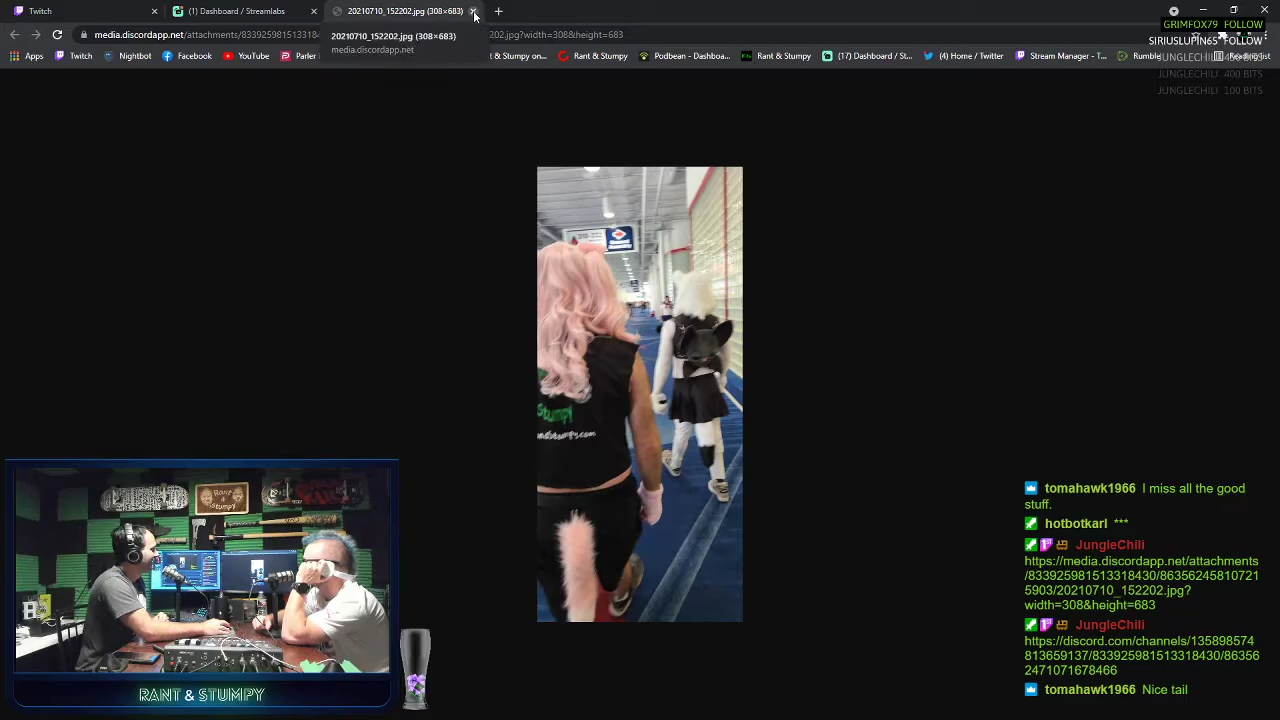 Twitch
(1) Dashboard / Streamlabs
20210710_152202.jpg (308×683)
GRIMFOX79 FOLLOW
media.discordapp.net/attachments/83392598151331843
202.jpg?width=308&height=683
20210710_152202.jpg (308×683)
media.discordapp.net
SIRIUSLUPIN65 FOLLOW
Apps
Twitch
Nightbot
Facebook
YouTube
Parler
t & Stumpy on...
Rant & Stumpy
Podbean - Dashboa...
Rant & Stumpy
(17) Dashboard / St...
(4) Home / Twitter
Stream Manager - T...
Rumble
Reading list
JUNGLECHILI 400 BITS
JUNGLECHILI 100 BITS
Stumpy
RANT & STUMPY
tomahawk1966 I miss all the good
stuff.
hotbotkarl ***
JungleChili
https://media.discordapp.net/attachments
/833925981513318430/86356245810721
5903/20210710_152202.jpg?
width=308&height=683
JungleChili
https://discord.com/channels/135898574
813659137/833925981513318430/86356
2471071678466
tomahawk1966 Nice tail